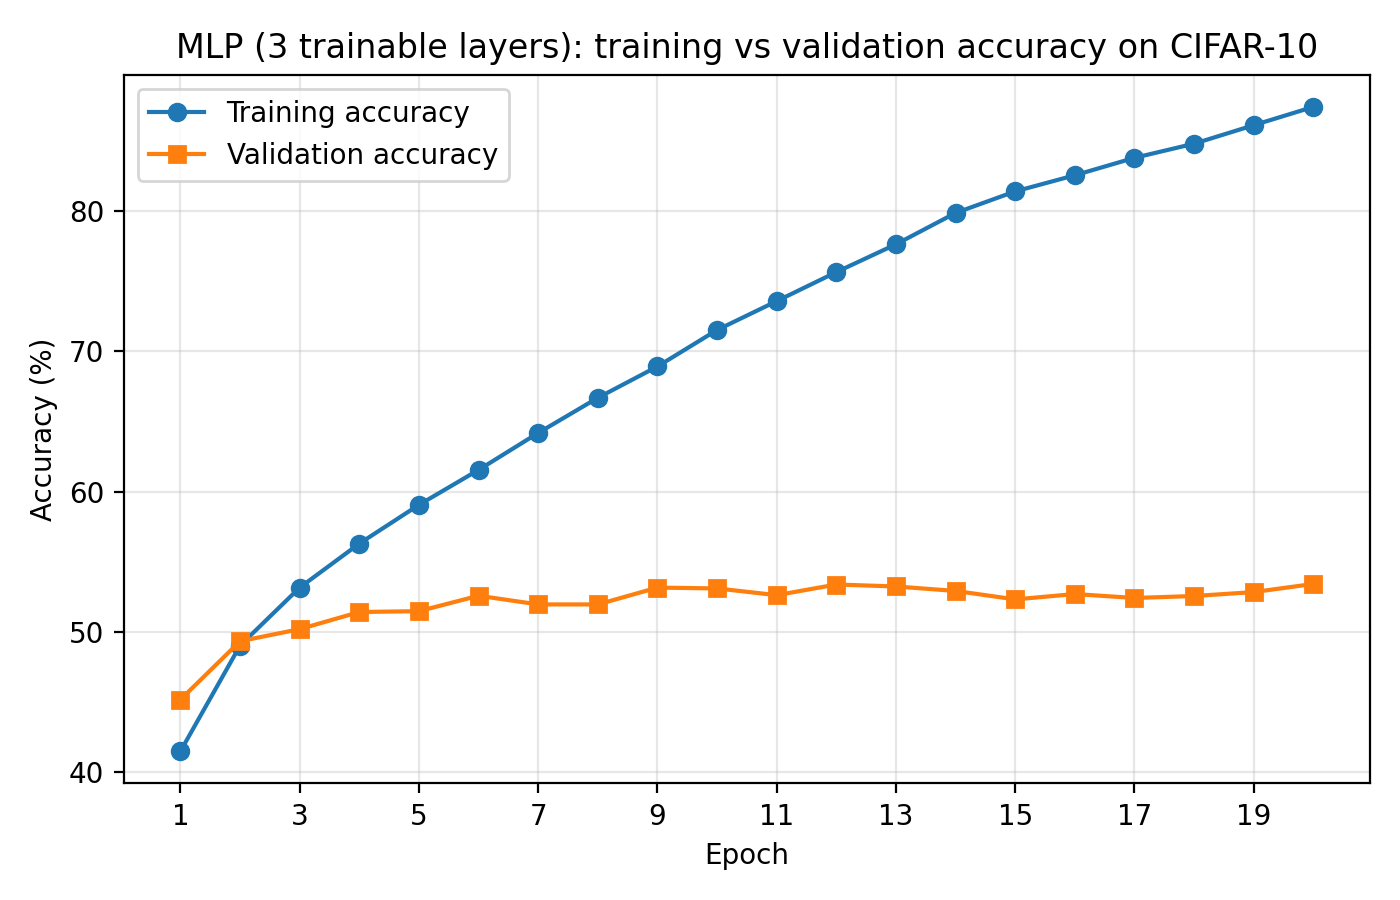 MLP (3 trainable layers): training vs validation accuracy on CIFAR-10
Training accuracy
Validation accuracy
Accuracy (%)
80
70
60
50
40
1 3 5 7 9 11 13 15 17 19
Epoch